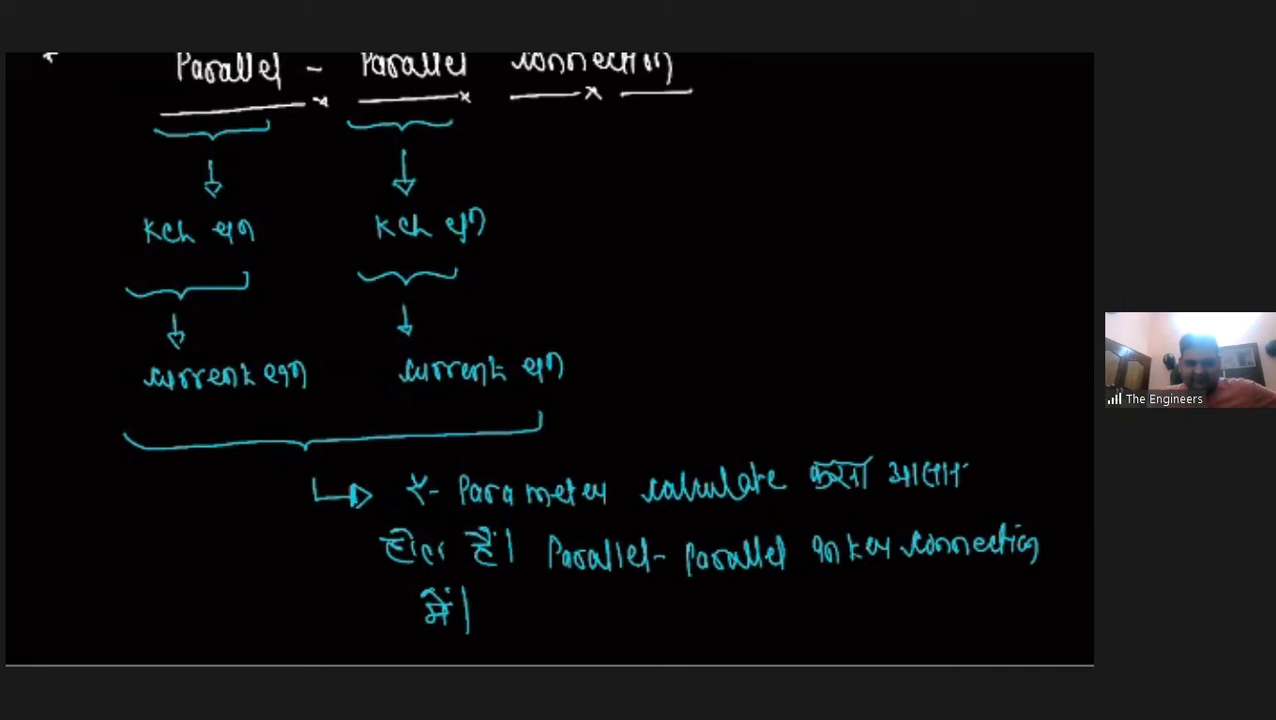 Parallel - Parallel connection
KCL eqn KCL eqn
current eqn current eqn
Y- Parameter calculate करना आसान
होता है। Parallel- parallel inter connection
में।
The Engineers